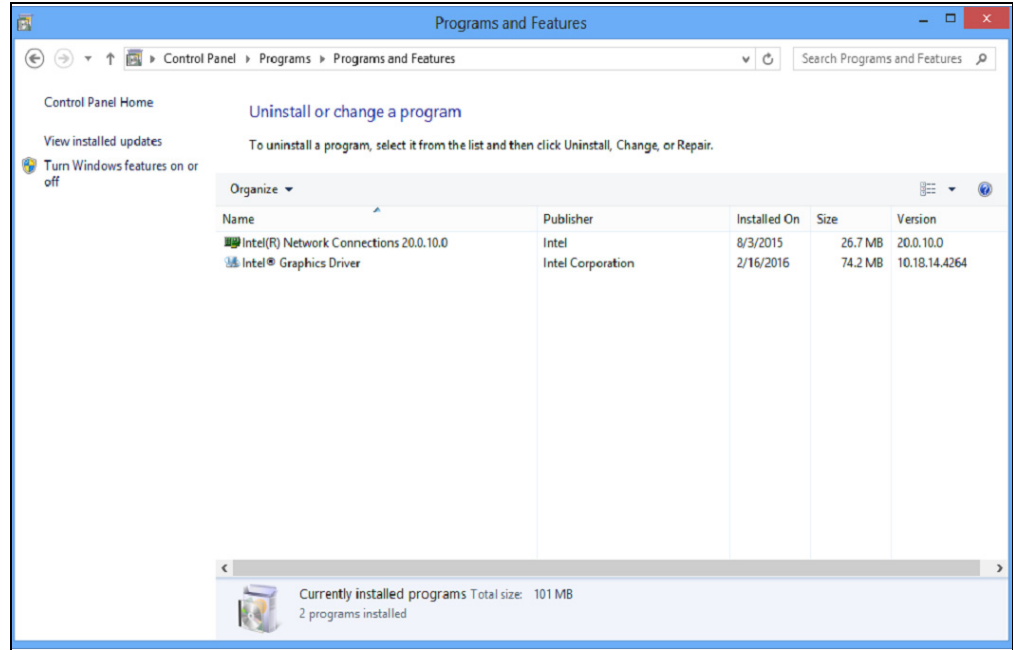 Programs and Features
Control Panel Programs Programs and Features Search Programs and Features
Control Panel Home
View installed updates
Turn Windows features on or
off
Uninstall or change a program
To uninstall a program, select it from the list and then click Uninstall, Change, or Repair.
Organize
Name Publisher Installed On Size Version
Intel(R) Network Connections 20.0.10.0 Intel 8/3/2015 26.7 MB 20.0.10.0
Intel® Graphics Driver Intel Corporation 2/16/2016 74.2 MB 10.18.14.4264
Currently installed programs Total size: 101 MB
2 programs installed